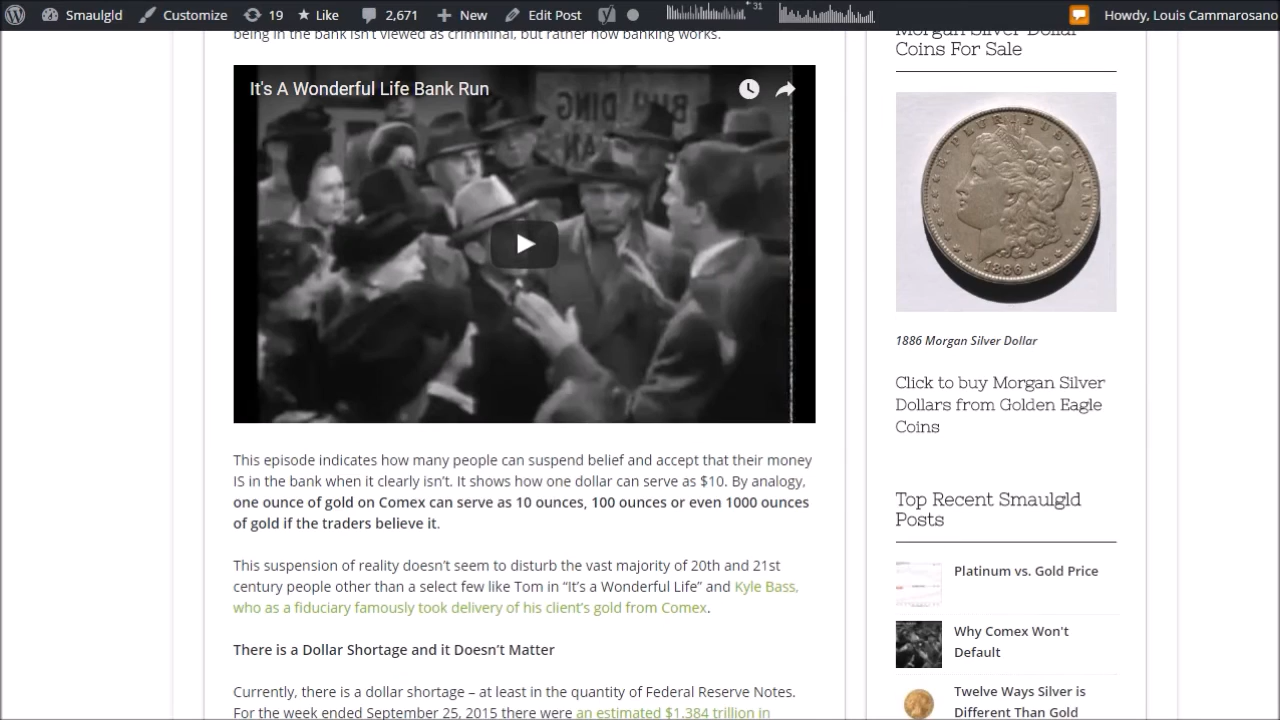 Smaulgld Customize 19 Like 2,671 New Edit Post 31 Howdy, Louis Cammarosano
being in the bank isn't viewed as crimminal, but rather how banking works.
It's A Wonderful Life Bank Run
BUILDING
AN
This episode indicates how many people can suspend belief and accept that their money
IS in the bank when it clearly isn't. It shows how one dollar can serve as $10. By analogy,
one ounce of gold on Comex can serve as 10 ounces, 100 ounces or even 1000 ounces
of gold if the traders believe it.
This suspension of reality doesn't seem to disturb the vast majority of 20th and 21st
century people other than a select few like Tom in “It's a Wonderful Life” and Kyle Bass,
who as a fiduciary famously took delivery of his client's gold from Comex.
There is a Dollar Shortage and it Doesn't Matter
Currently, there is a dollar shortage – at least in the quantity of Federal Reserve Notes.
For the week ended September 25, 2015 there were an estimated $1.384 trillion in
Morgan Silver Dollar
Coins For Sale
E PLURIBUS UNUM
1886
1886 Morgan Silver Dollar
Click to buy Morgan Silver
Dollars from Golden Eagle
Coins
Top Recent Smaulgld
Posts
Platinum vs. Gold Price
Why Comex Won't
Default
Twelve Ways Silver is
Different Than Gold